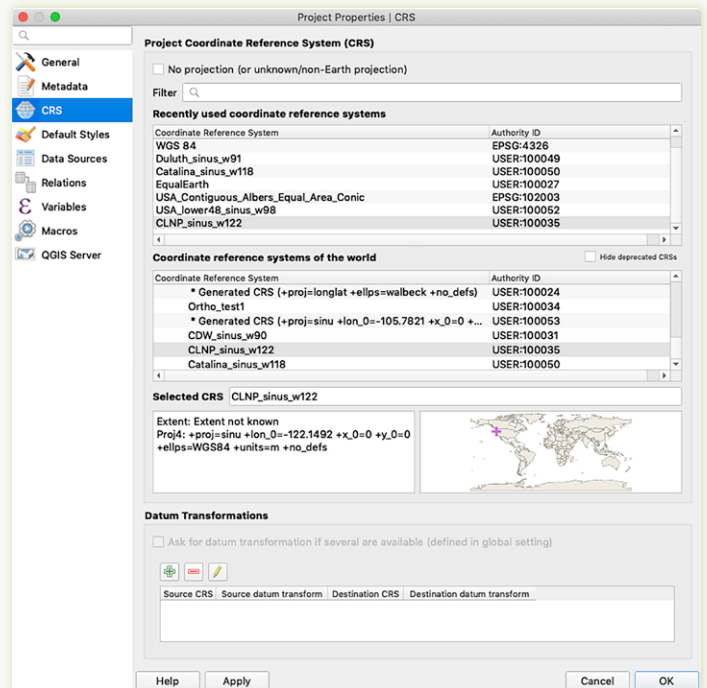 Project Properties | CRS
General
Metadata
CRS
Default Styles
Data Sources
Relations
Variables
Macros
QGIS Server
Project Coordinate Reference System (CRS)
No projection (or unknown/non-Earth projection)
Filter
Recently used coordinate reference systems
Coordinate Reference System Authority ID
WGS 84 EPSG:4326
Duluth_sinus_w91 USER:100049
Catalina_sinus_w118 USER:100050
EqualEarth USER:100027
USA_Contiguous_Albers_Equal_Area_Conic EPSG:102003
USA_lower48_sinus_w98 USER:100052
CLNP_sinus_w122 USER:100035
Coordinate reference systems of the world Hide deprecated CRSs
Coordinate Reference System Authority ID
* Generated CRS (+proj=longlat +ellps=walbeck +no_defs) USER:100024
Ortho_test1 USER:100034
* Generated CRS (+proj=sinu +lon_0=-105.7821 +x_0=0 +... USER:100053
CDW_sinus_w90 USER:100031
CLNP_sinus_w122 USER:100035
Catalina_sinus_w118 USER:100050
Selected CRS CLNP_sinus_w122
Extent: Extent not known
Proj4: +proj=sinu +lon_0=-122.1492 +x_0=0 +y_0=0
+ellps=WGS84 +units=m +no_defs
Datum Transformations
Ask for datum transformation if several are available (defined in global setting)
Source CRS Source datum transform Destination CRS Destination datum transform
Help Apply Cancel OK